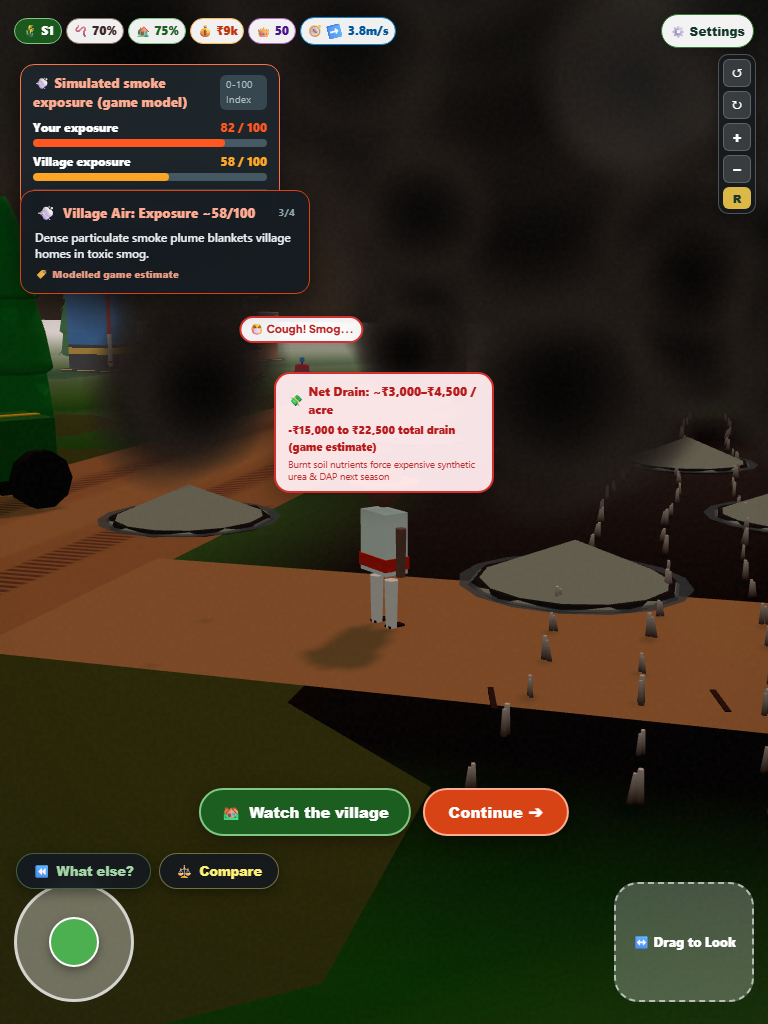 S1 70% 75% ₹9k 50 3.8m/s
Settings
Simulated smoke
exposure (game model)
0-100
Index
Your exposure 82 / 100
Village exposure 58 / 100
↺
↻
+
−
R
Village Air: Exposure ~58/100 3/4
Dense particulate smoke plume blankets village
homes in toxic smog.
Modelled game estimate
Cough! Smog...
Net Drain: ~₹3,000–₹4,500 /
acre
-₹15,000 to ₹22,500 total drain
(game estimate)
Burnt soil nutrients force expensive synthetic
urea & DAP next season
Watch the village
Continue ➔
What else?
Compare
Drag to Look